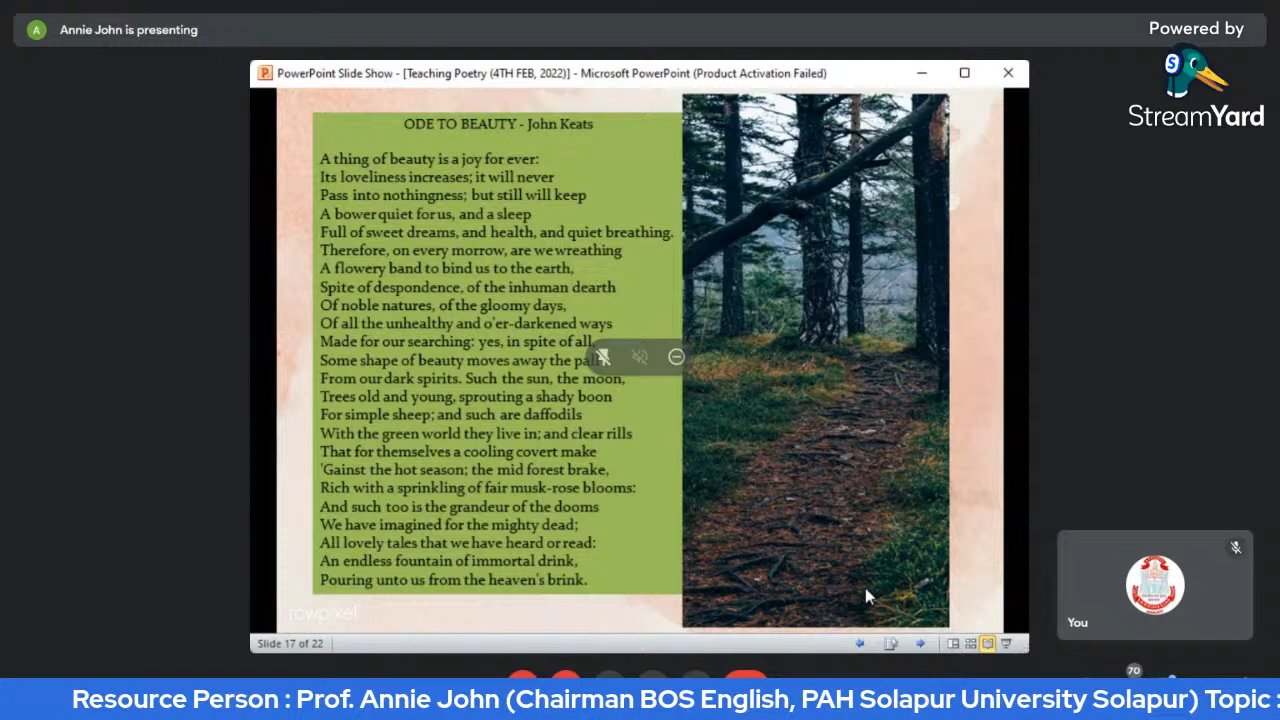 A
Annie John is presenting
Powered by
S
StreamYard
P
PowerPoint Slide Show - [Teaching Poetry (4TH FEB, 2022)] - Microsoft PowerPoint (Product Activation Failed)
ODE TO BEAUTY - John Keats
A thing of beauty is a joy for ever:
Its loveliness increases; it will never
Pass into nothingness; but still will keep
A bower quiet for us, and a sleep
Full of sweet dreams, and health, and quiet breathing.
Therefore, on every morrow, are we wreathing
A flowery band to bind us to the earth,
Spite of despondence, of the inhuman dearth
Of noble natures, of the gloomy days,
Of all the unhealthy and o'er-darkened ways
Made for our searching: yes, in spite of all,
Some shape of beauty moves away the pall
From our dark spirits. Such the sun, the moon,
Trees old and young, sprouting a shady boon
For simple sheep; and such are daffodils
With the green world they live in; and clear rills
That for themselves a cooling covert make
'Gainst the hot season; the mid forest brake,
Rich with a sprinkling of fair musk-rose blooms:
And such too is the grandeur of the dooms
We have imagined for the mighty dead;
All lovely tales that we have heard or read:
An endless fountain of immortal drink,
Pouring unto us from the heaven's brink.
rawpixel
Slide 17 of 22
You
70
Resource Person : Prof. Annie John (Chairman BOS English, PAH Solapur University Solapur) Topic :